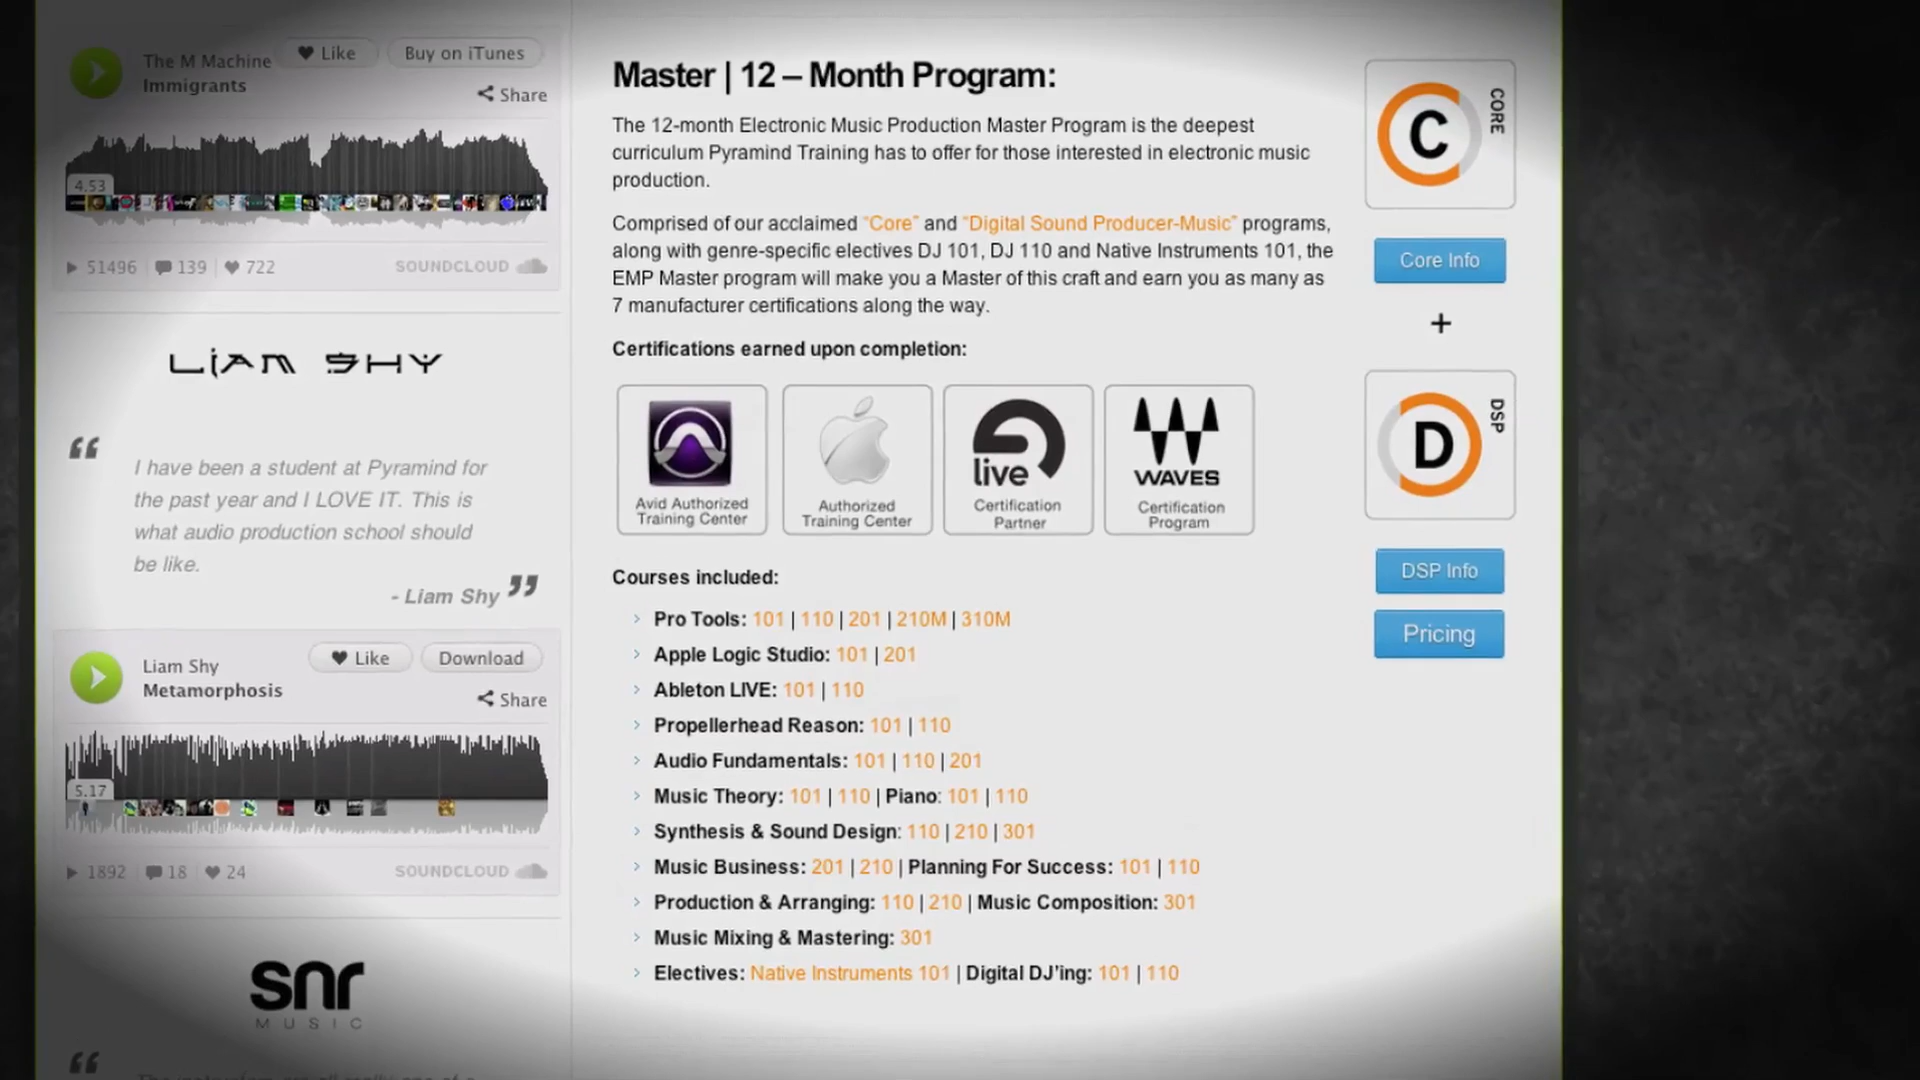 The M Machine
Immigrants
Like
Buy on iTunes
Share
4.53
51496
139
722
SOUNDCLOUD
LIAM SHY
“
I have been a student at Pyramind for
the past year and I LOVE IT. This is
what audio production school should
be like.
- Liam Shy ”
Liam Shy
Metamorphosis
Like
Download
Share
5.17
1892
18
24
SOUNDCLOUD
snr
MUSIC
“
Master | 12 – Month Program:
The 12-month Electronic Music Production Master Program is the deepest
curriculum Pyramind Training has to offer for those interested in electronic music
production.
Comprised of our acclaimed “Core” and “Digital Sound Producer-Music” programs,
along with genre-specific electives DJ 101, DJ 110 and Native Instruments 101, the
EMP Master program will make you a Master of this craft and earn you as many as
7 manufacturer certifications along the way.
Certifications earned upon completion:
Avid Authorized
Training Center
Authorized
Training Center
live
Certification
Partner
WAVES
Certification
Program
Courses included:
Pro Tools: 101 | 110 | 201 | 210M | 310M
Apple Logic Studio: 101 | 201
Ableton LIVE: 101 | 110
Propellerhead Reason: 101 | 110
Audio Fundamentals: 101 | 110 | 201
Music Theory: 101 | 110 | Piano: 101 | 110
Synthesis & Sound Design: 110 | 210 | 301
Music Business: 201 | 210 | Planning For Success: 101 | 110
Production & Arranging: 110 | 210 | Music Composition: 301
Music Mixing & Mastering: 301
Electives: Native Instruments 101 | Digital DJ’ing: 101 | 110
C
CORE
Core Info
+
D
DSP
DSP Info
Pricing